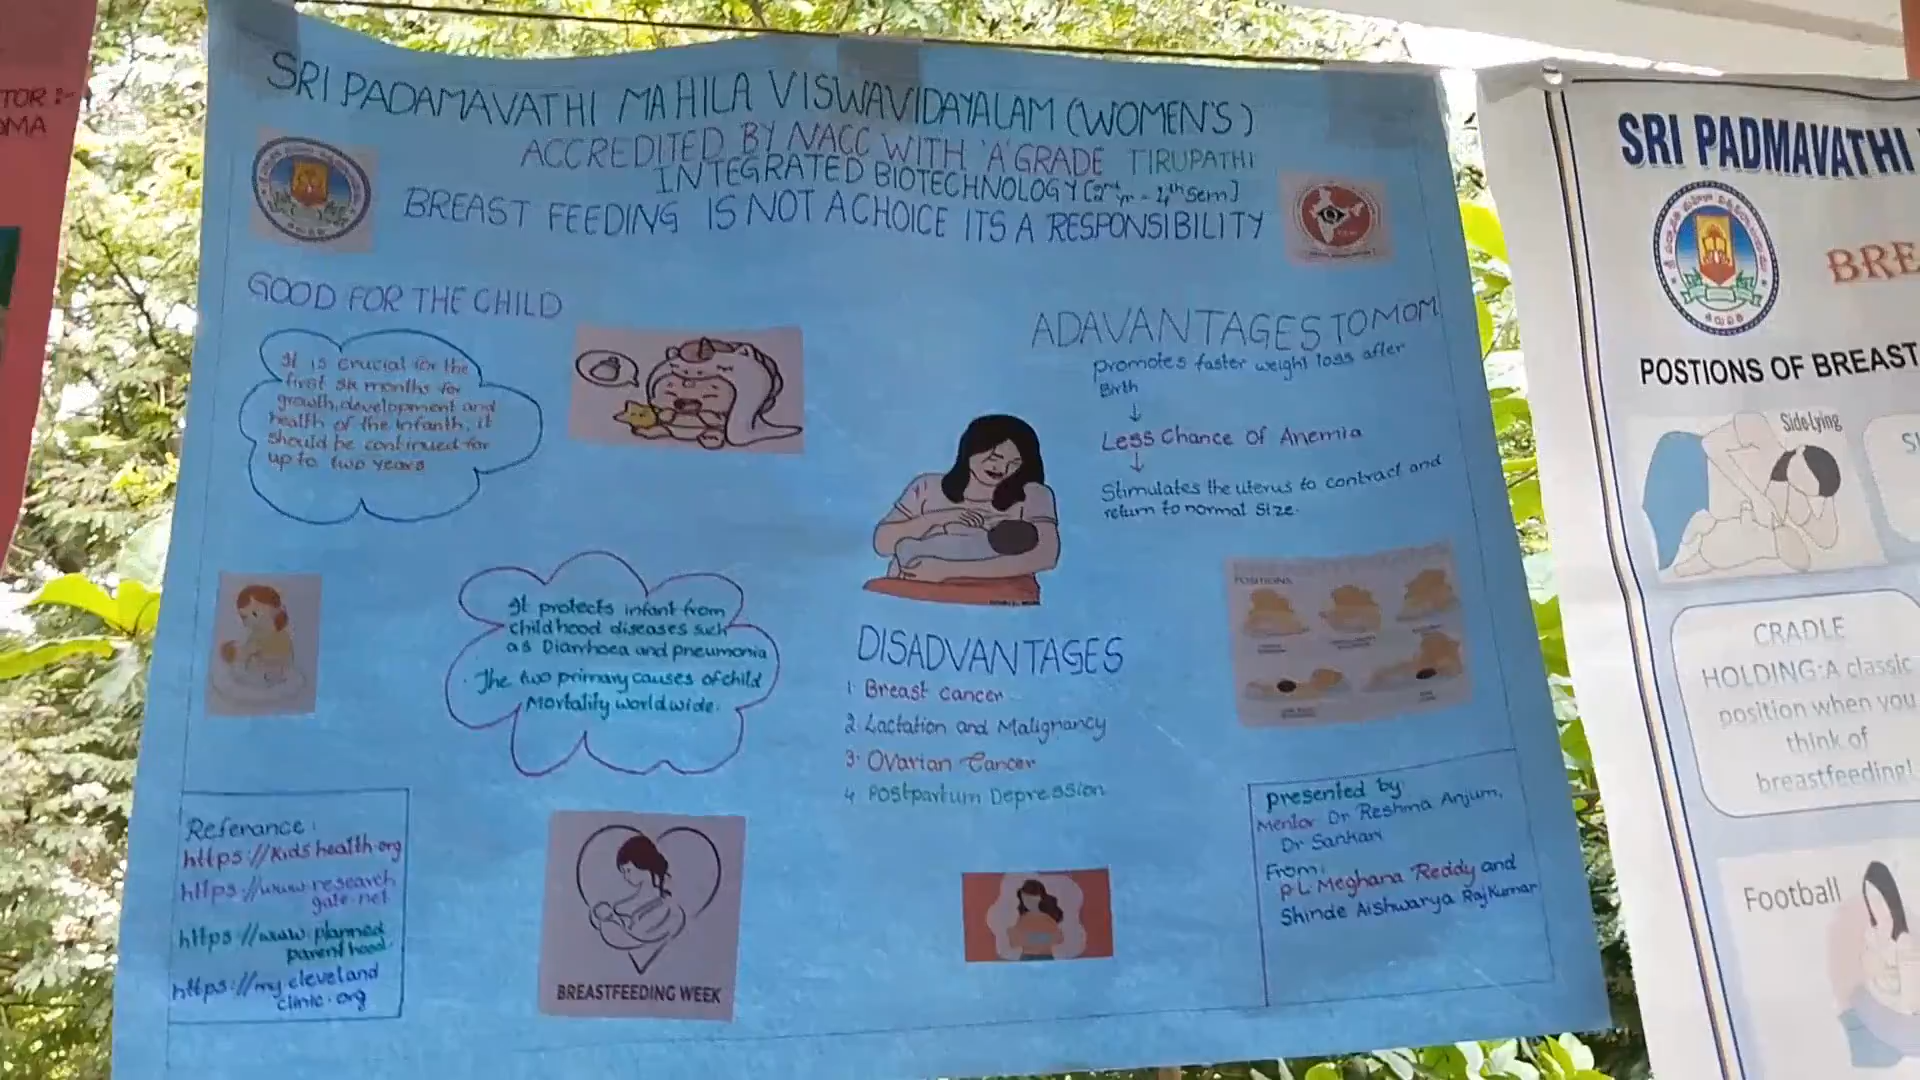 TOR :-
OMA
SRI PADAMAVATHI MAHILA VISWAVIDAYALAM (WOMEN'S)
ACCREDITED BY NACC WITH 'A' GRADE TIRUPATHI
INTEGRATED BIOTECHNOLOGY [2nd yr - 4th Sem]
BREAST FEEDING IS NOT A CHOICE ITS A RESPONSIBILITY
GOOD FOR THE CHILD
It is crucial for the
first six months for
growth, development and
health of the infanth, it
should be continued for
up to two years
It protects infant from
childhood diseases such
as Diarrhoea and pneumonia
The two primary causes of child
Mortality worldwide.
Referance:
https://Kidshealth.org
https://www.research
gate.net
https://www.planned
parenthood.
https://my.cleveland
clinic.org
BREASTFEEDING WEEK
ADAVANTAGES TO MOM
promotes faster weight loss after
Birth
↓
Less Chance of Anemia
↓
Stimulates the uterus to contract and
return to normal Size.
POSITIONS
DISADVANTAGES
1. Breast cancer
2. Lactation and Malignancy
3. Ovarian Cancer
4. Postpartum Depression
presented by:
Mentor Dr Reshma Anjum,
Dr Sankari
From:
P.L. Meghana Reddy and
Shinde Aishwarya RajKumar
SRI PADMAVATHI
BRE
POSTIONS OF BREAST
Side-Lying
CRADLE
HOLDING:A classic
position when you
think of
breastfeeding!
Football